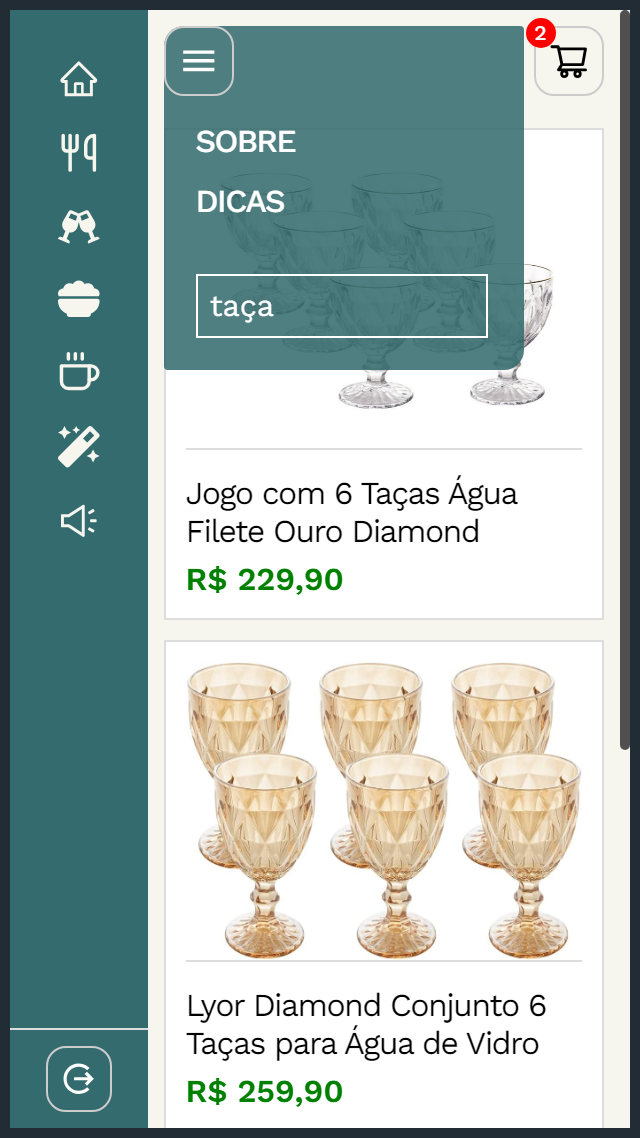 2
SOBRE
DICAS
taça
Jogo com 6 Taças Água
Filete Ouro Diamond
R$ 229,90
Lyor Diamond Conjunto 6
Taças para Água de Vidro
R$ 259,90